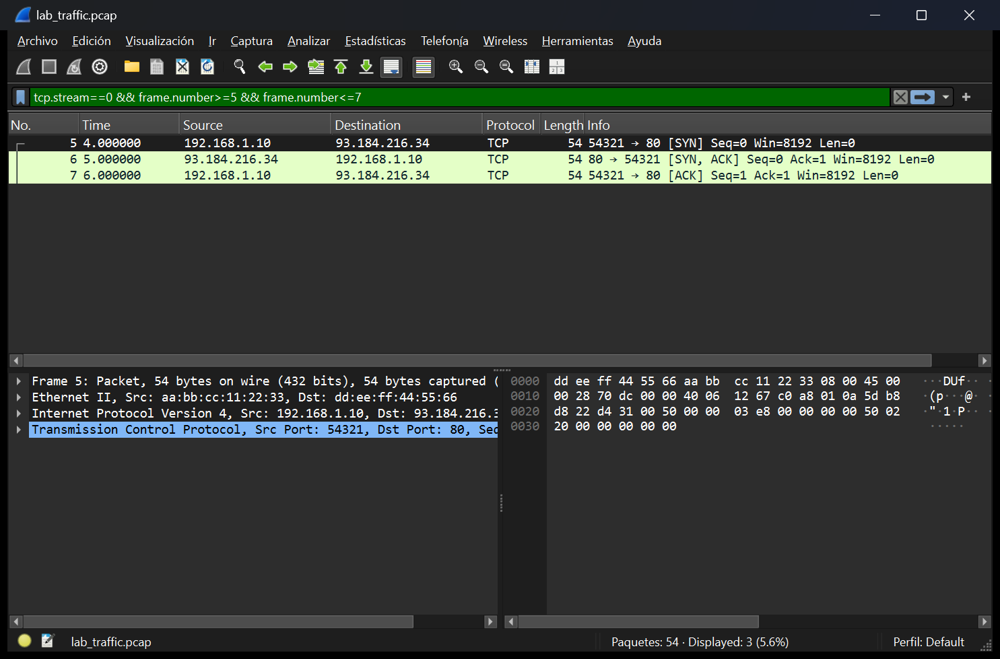 lab_traffic.pcap
Archivo Edición Visualización Ir Captura Analizar Estadísticas Telefonía Wireless Herramientas Ayuda
tcp.stream==0 && frame.number>=5 && frame.number<=7
No. Time Source Destination Protocol Length Info
5 4.000000 192.168.1.10 93.184.216.34 TCP 54 54321 → 80 [SYN] Seq=0 Win=8192 Len=0
6 5.000000 93.184.216.34 192.168.1.10 TCP 54 80 → 54321 [SYN, ACK] Seq=0 Ack=1 Win=8192 Len=0
7 6.000000 192.168.1.10 93.184.216.34 TCP 54 54321 → 80 [ACK] Seq=1 Ack=1 Win=8192 Len=0
Frame 5: Packet, 54 bytes on wire (432 bits), 54 bytes captured (
Ethernet II, Src: aa:bb:cc:11:22:33, Dst: dd:ee:ff:44:55:66
Internet Protocol Version 4, Src: 192.168.1.10, Dst: 93.184.216.3
Transmission Control Protocol, Src Port: 54321, Dst Port: 80, Sec
0000 dd ee ff 44 55 66 aa bb cc 11 22 33 08 00 45 00 ···DUf··
0010 00 28 70 dc 00 00 40 06 12 67 c0 a8 01 0a 5d b8 ·(p···@·
0020 d8 22 d4 31 00 50 00 00 03 e8 00 00 00 00 50 02 ·"·1·P··
0030 20 00 00 00 00 00 ·····
lab_traffic.pcap
Paquetes: 54 · Displayed: 3 (5.6%)
Perfil: Default